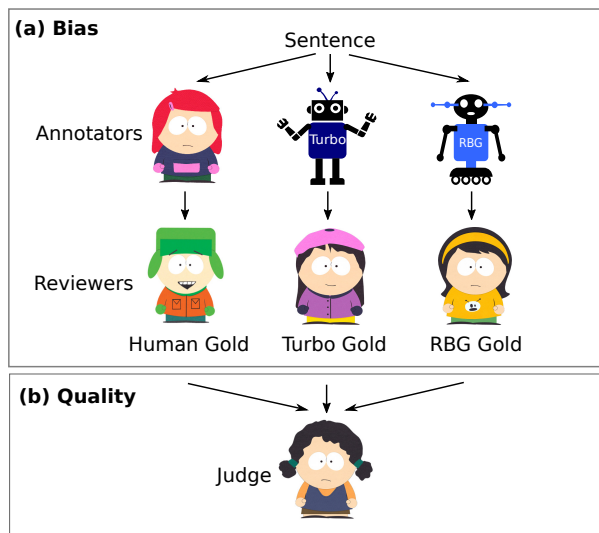 (a) Bias
Sentence
Annotators
Turbo
RBG
Reviewers
Human Gold
Turbo Gold
RBG Gold
(b) Quality
Judge